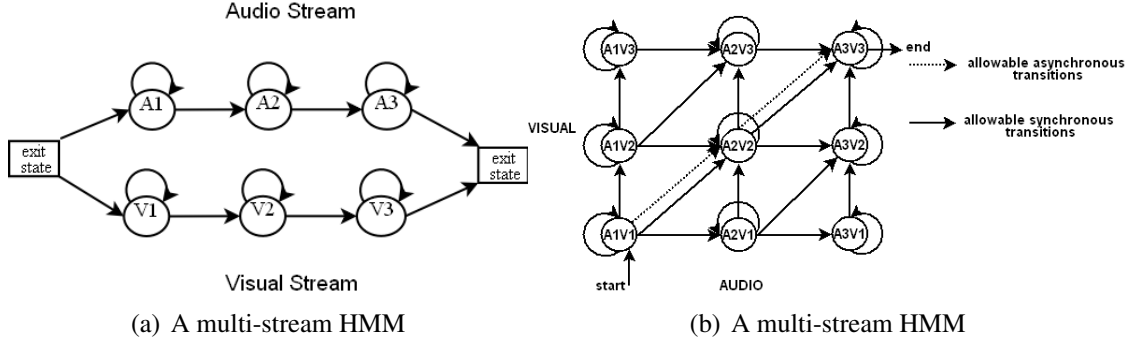 Audio Stream
A1 A2 A3
exit
state
exit
state
V1 V2 V3
Visual Stream
(a) A multi-stream HMM
A1V3 A2V3 A3V3 end
allowable asynchronous
transitions
VISUAL
allowable synchronous
transitions
A1V2 A2V2 A3V2
A1V1 A2V1 A3V1
start AUDIO
(b) A multi-stream HMM